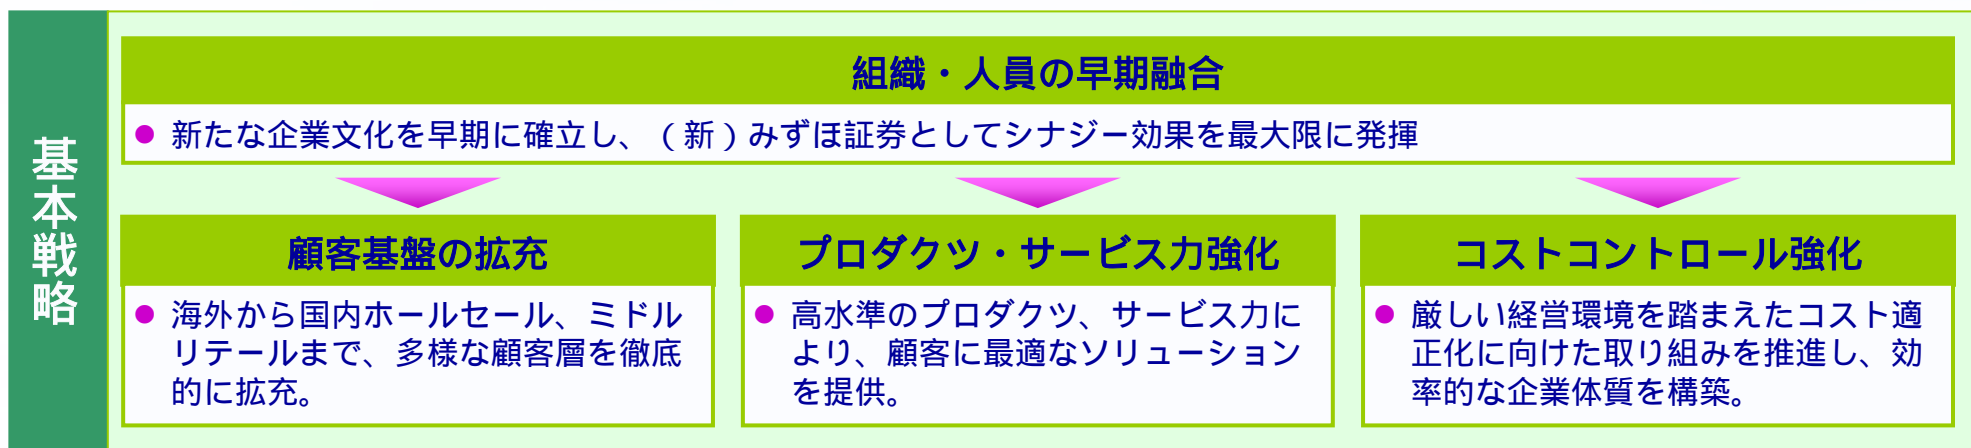 基本戦略
組織・人員の早期融合
● 新たな企業文化を早期に確立し、（新）みずほ証券としてシナジー効果を最大限に発揮
顧客基盤の拡充
● 海外から国内ホールセール、ミドル
リテールまで、多様な顧客層を徹底
的に拡充。
プロダクツ・サービス力強化
● 高水準のプロダクツ、サービス力に
より、顧客に最適なソリューション
を提供。
コストコントロール強化
● 厳しい経営環境を踏まえたコスト適
正化に向けた取り組みを推進し、効
率的な企業体質を構築。